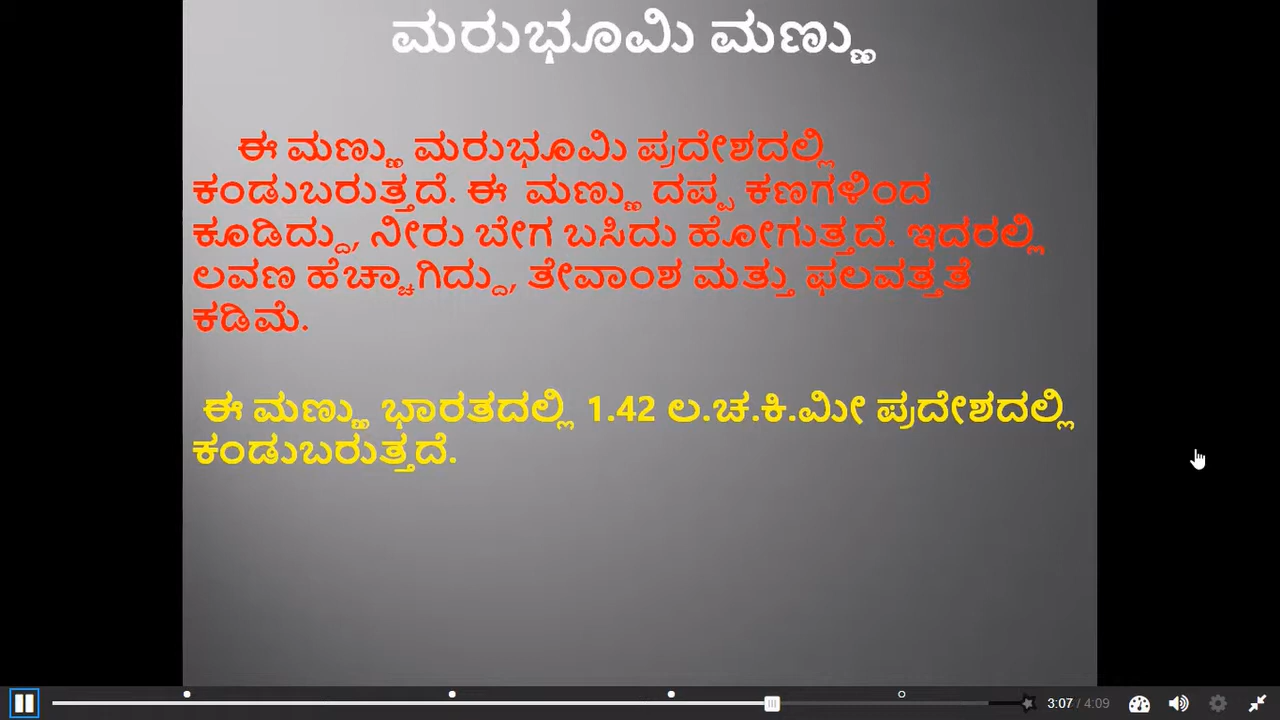 ಮರುಭೂಮಿ ಮಣ್ಣು
ಈ ಮಣ್ಣು ಮರುಭೂಮಿ ಪ್ರದೇಶದಲ್ಲಿ
ಕಂಡುಬರುತ್ತದೆ. ಈ ಮಣ್ಣು ದಪ್ಪ ಕಣಗಳಿಂದ
ಕೂಡಿದ್ದು, ನೀರು ಬೇಗ ಬಸಿದು ಹೋಗುತ್ತದೆ. ಇದರಲ್ಲಿ
ಲವಣ ಹೆಚ್ಚಾಗಿದ್ದು, ತೇವಾಂಶ ಮತ್ತು ಫಲವತ್ತತೆ
ಕಡಿಮೆ.
ಈ ಮಣ್ಣು ಭಾರತದಲ್ಲಿ 1.42 ಲ.ಚ.ಕಿ.ಮೀ ಪ್ರದೇಶದಲ್ಲಿ
ಕಂಡುಬರುತ್ತದೆ.
3:07 / 4:09